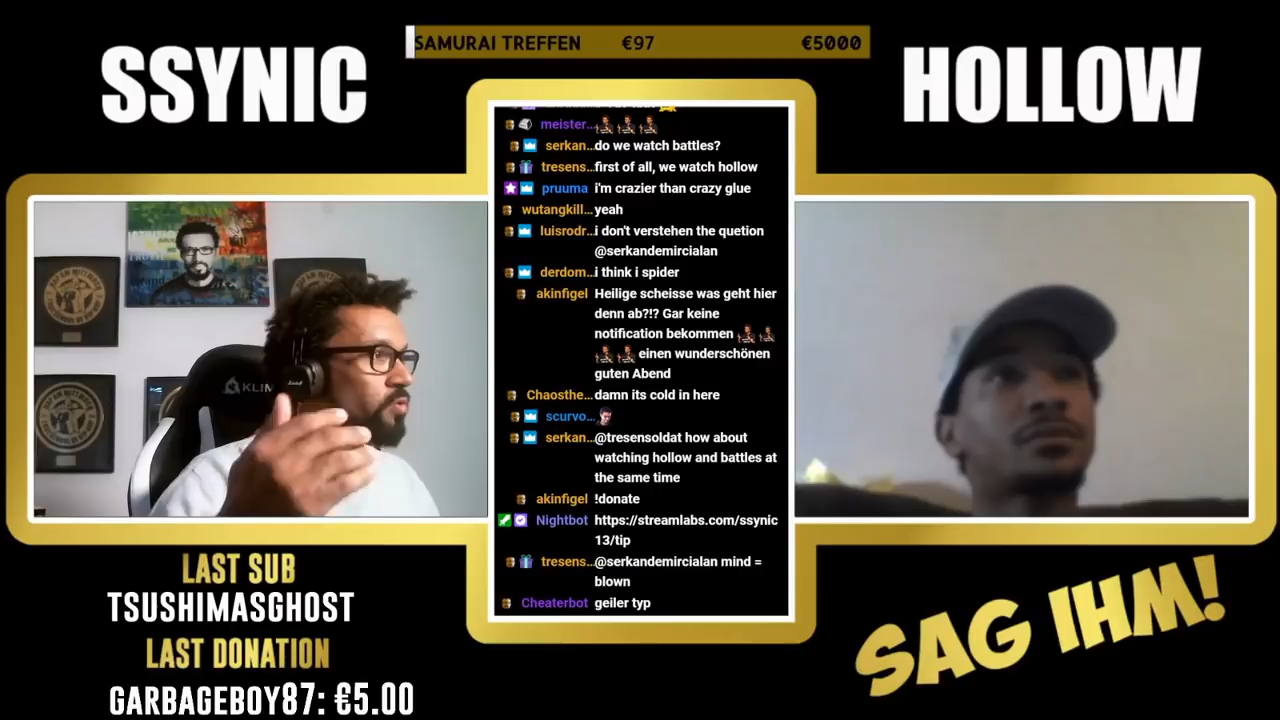 SSYNIC
SAMURAI TREFFEN €97 €5000
HOLLOW
meister...
serkan... do we watch battles?
tresens... first of all, we watch hollow
pruuma i'm crazier than crazy glue
wutangkill... yeah
luisrodr... i don't verstehen the quetion
@serkandemircialan
derdom... i think i spider
akinfigel Heilige scheisse was geht hier
denn ab?!? Gar keine
notification bekommen
einen wunderschönen
guten Abend
Chaosthe... damn its cold in here
scurvo...
serkan... @tresensoldat how about
watching hollow and battles at
the same time
akinfigel !donate
Nightbot https://streamlabs.com/ssynic
13/tip
tresens... @serkandemircialan mind =
blown
Cheaterbot geiler typ
KLIM
LAST SUB
TSUSHIMASGHOST
LAST DONATION
GARBAGEBOY87: €5.00
SAG IHM!